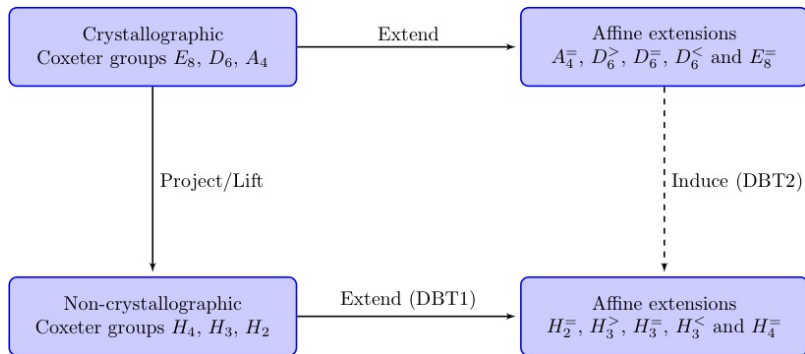 Crystallographic
Coxeter groups E₈, D₆, A₄
Extend
Affine extensions
A₄⁼, D₆^>, D₆⁼, D₆^< and E₈⁼
Project/Lift
Induce (DBT2)
Non-crystallographic
Coxeter groups H₄, H₃, H₂
Extend (DBT1)
Affine extensions
H₂⁼, H₃^>, H₃⁼, H₃^< and H₄⁼